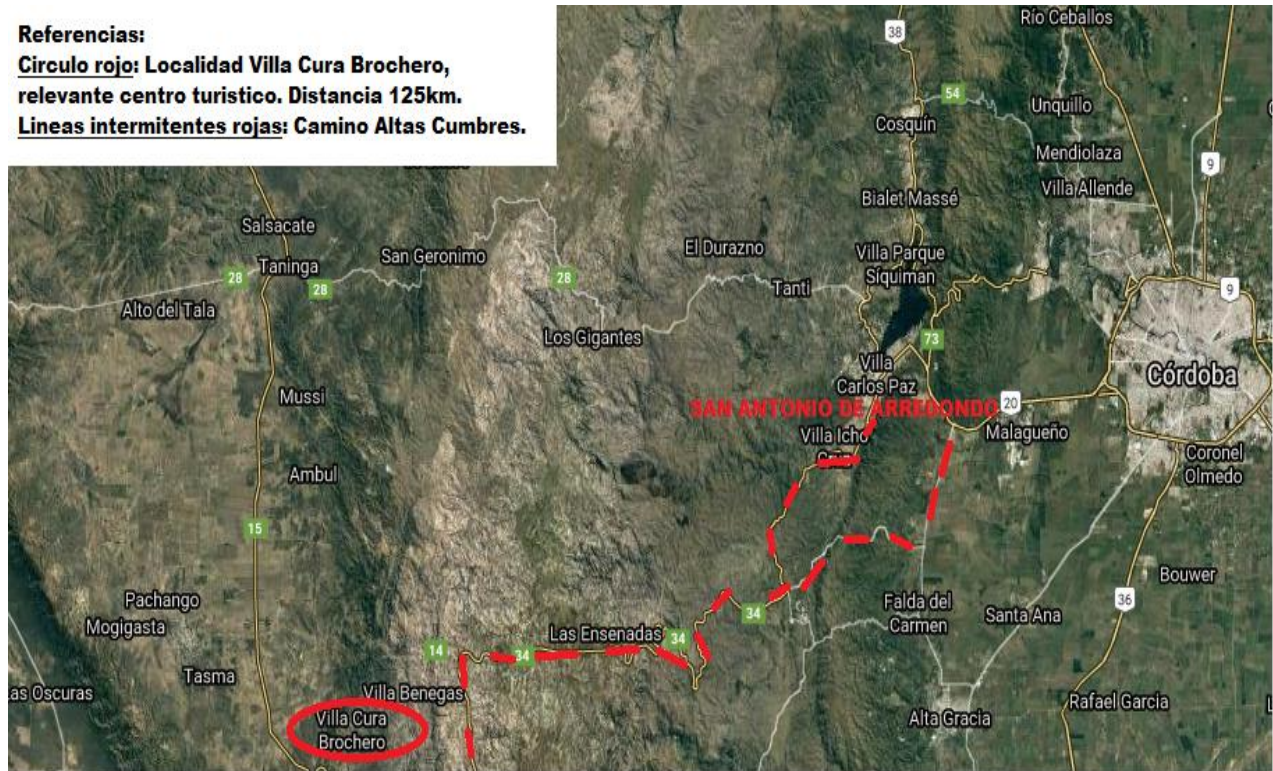 Referencias:
Circulo rojo: Localidad Villa Cura Brochero,
relevante centro turistico. Distancia 125km.
Lineas intermitentes rojas: Camino Altas Cumbres.
Río Ceballos
38
54
Unquillo
Cosquín
Mendiolaza
9
Villa Allende
Bialet Massé
Salsacate
El Durazno
Villa Parque
Síquiman
San Geronimo
Taninga
28
28
28
Tanti
9
Alto del Tala
Los Gigantes
73
Villa
Carlos Paz
Córdoba
Mussi
SAN ANTONIO DE ARREDONDO
20
Villa Icho
Malagueño
Coronel
Olmedo
Ambul
15
Bouwer
Pachango
Mogigasta
34
Falda del
Carmen
Santa Ana
36
Las Ensenadas
34
14
34
Tasma
as Oscuras
Villa Benegas
Rafael Garcia
Villa Cura
Brochero
Alta Gracia